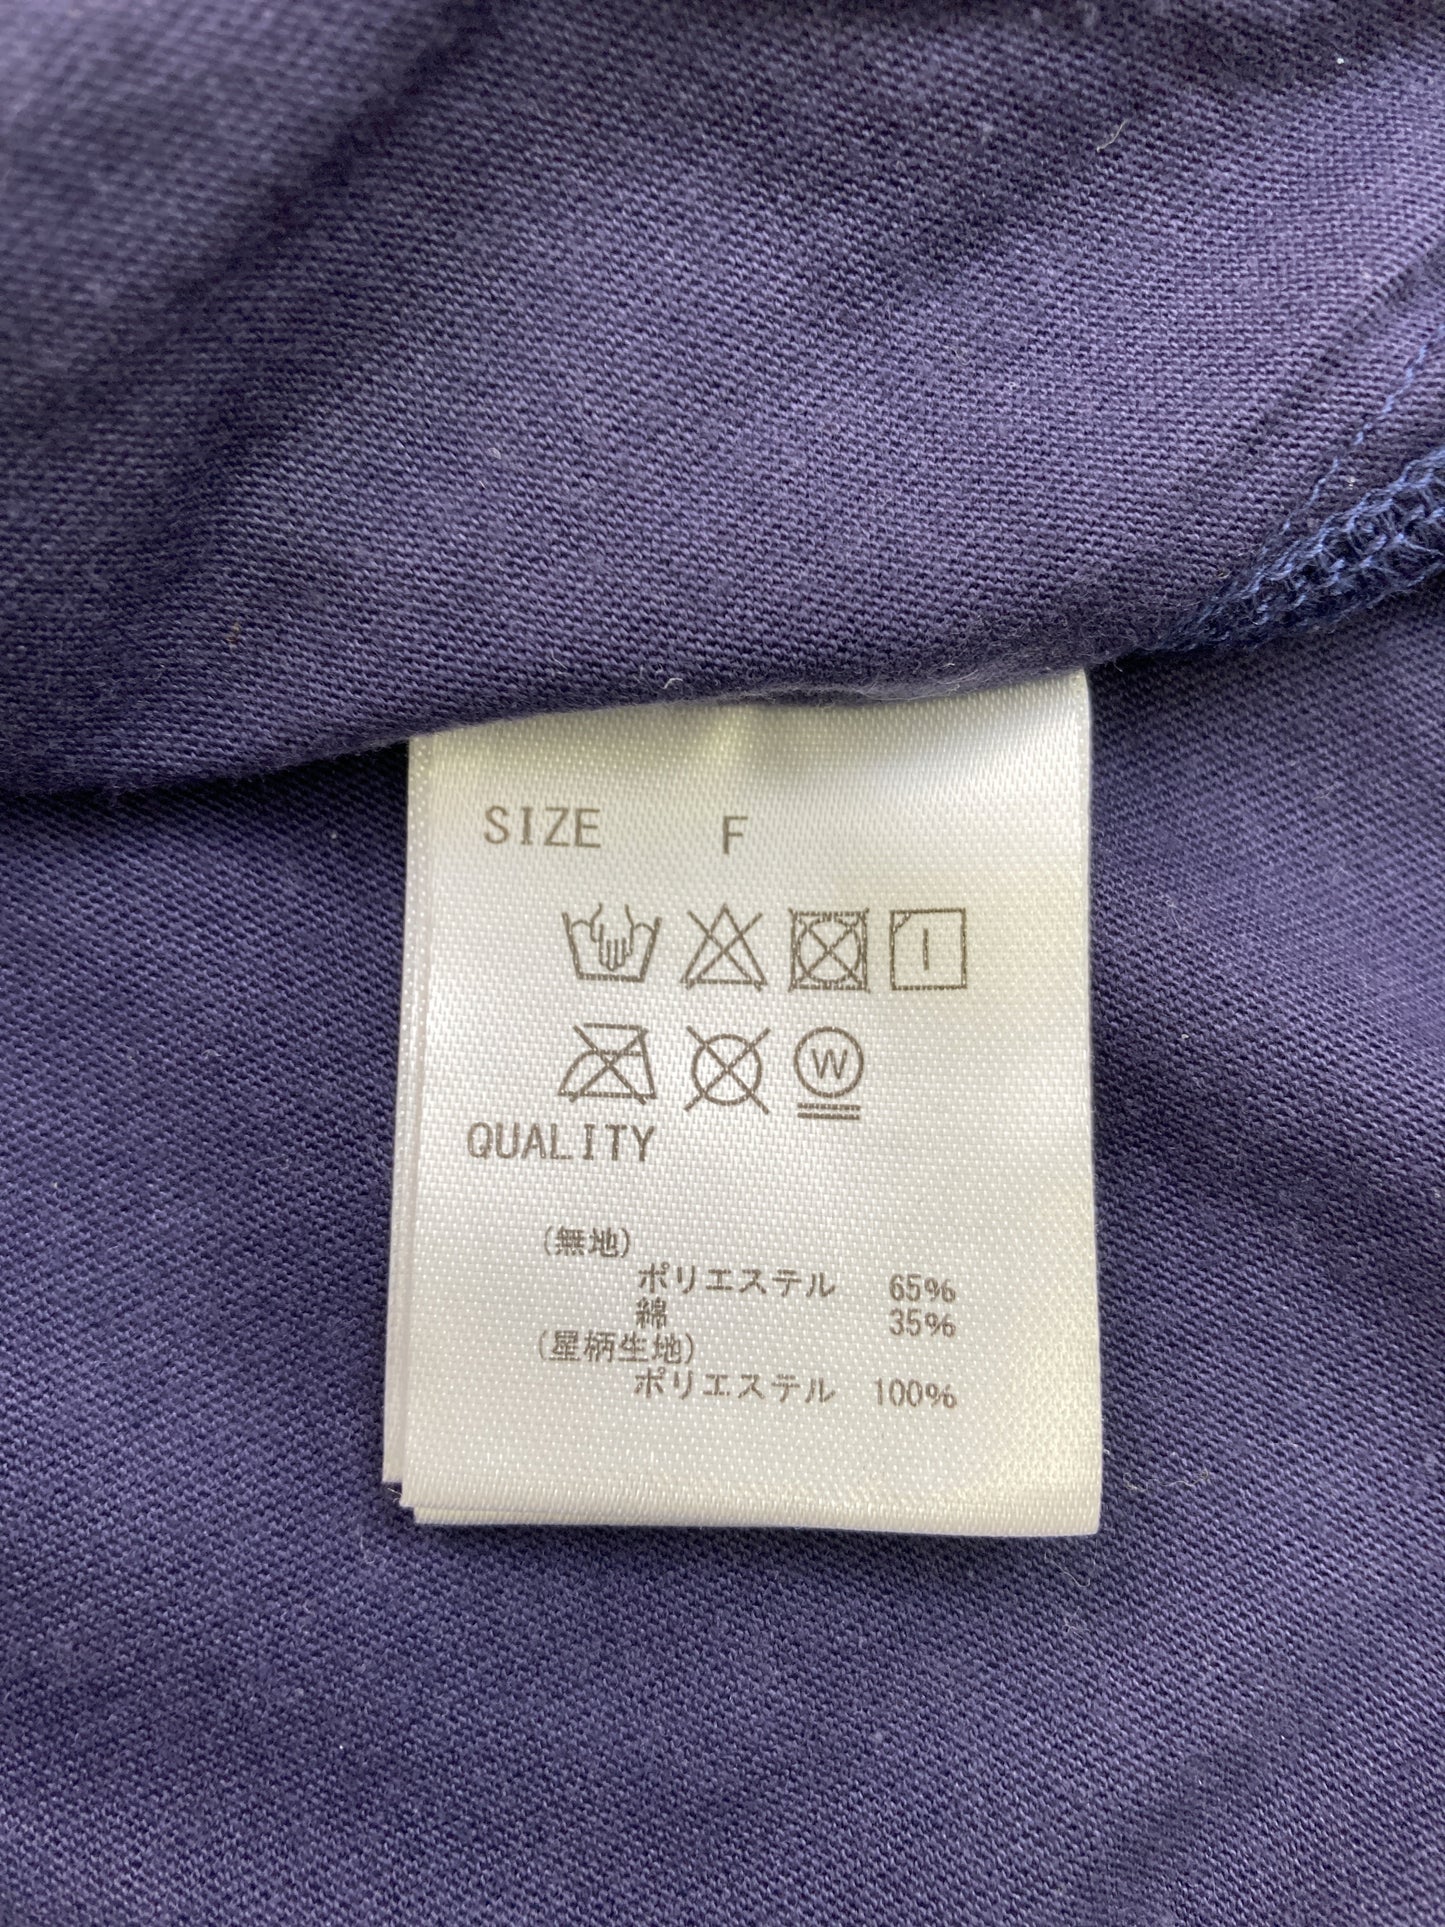 SIZE F
W
QUALITY
(無地)
ポリエステル 65%
綿 35%
(星柄生地)
ポリエステル 100%